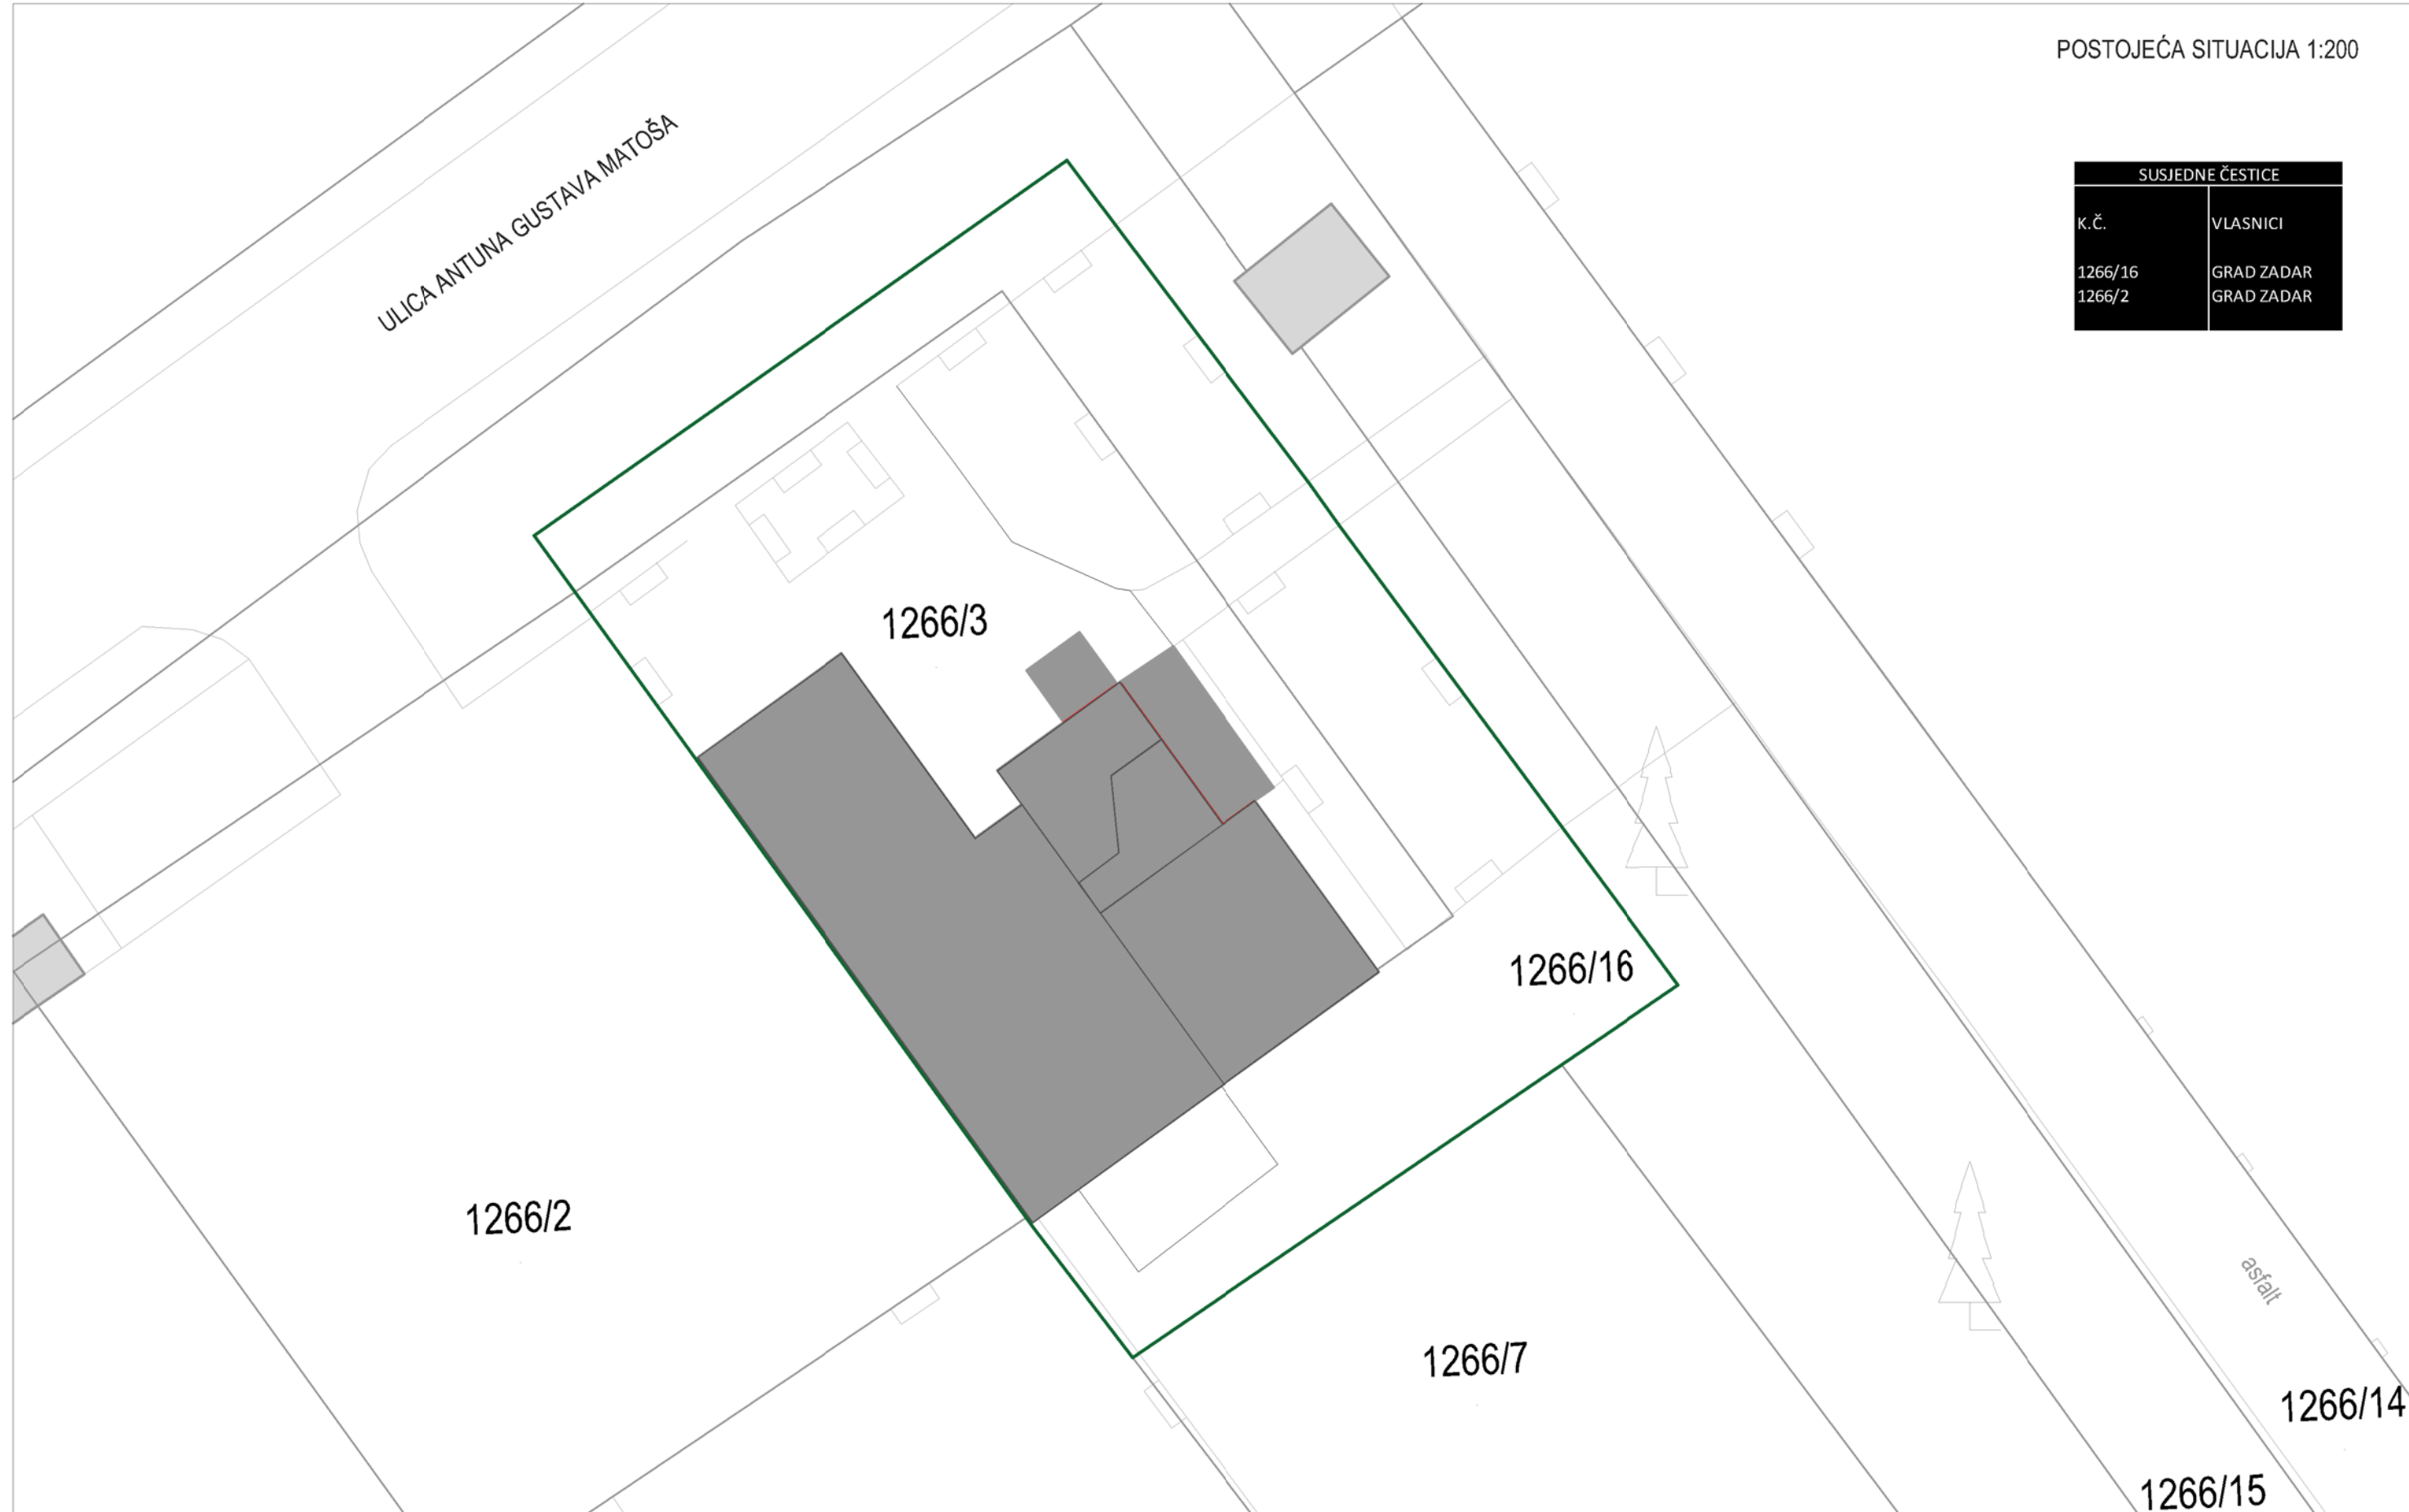 POSTOJEĆA SITUACIJA 1:200
ULICA ANTUNA GUSTAVA MATOŠA
SUSJEDNE ČESTICE
K.Č. VLASNICI
1266/16 GRAD ZADAR
1266/2 GRAD ZADAR
1266/3
1266/16
1266/2
1266/7
asfalt
1266/14
1266/15